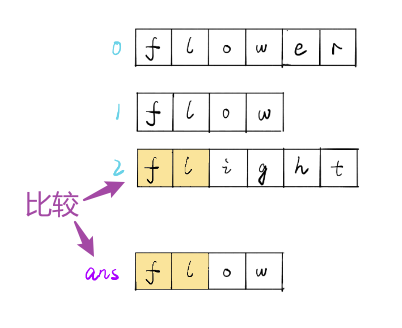 0 f l o w e r
1 f l o w
2 f l i g h t
比较
ans f l o w